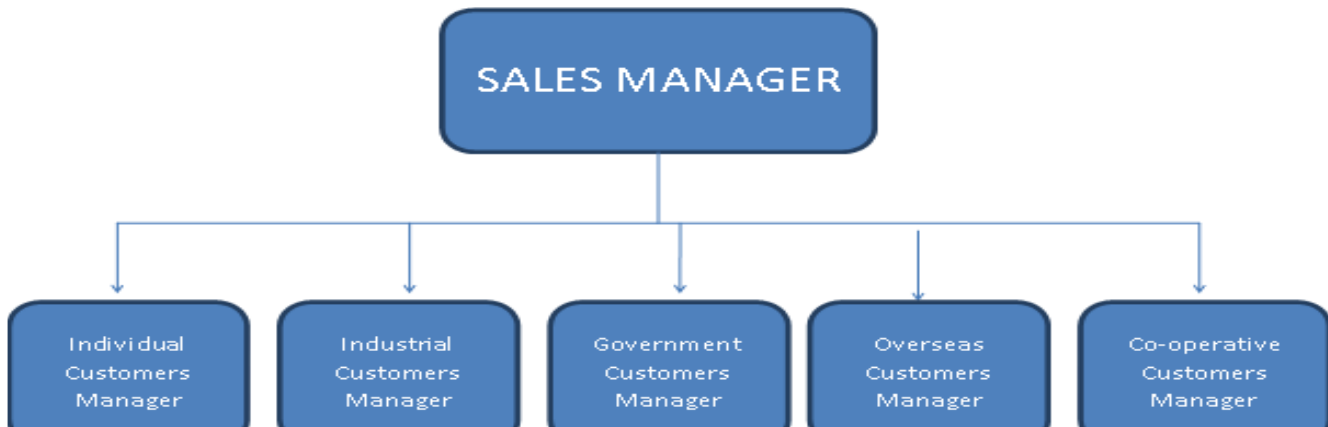 SALES MANAGER
Individual
Customers
Manager
Industrial
Customers
Manager
Government
Customers
Manager
Overseas
Customers
Manager
Co-operative
Customers
Manager